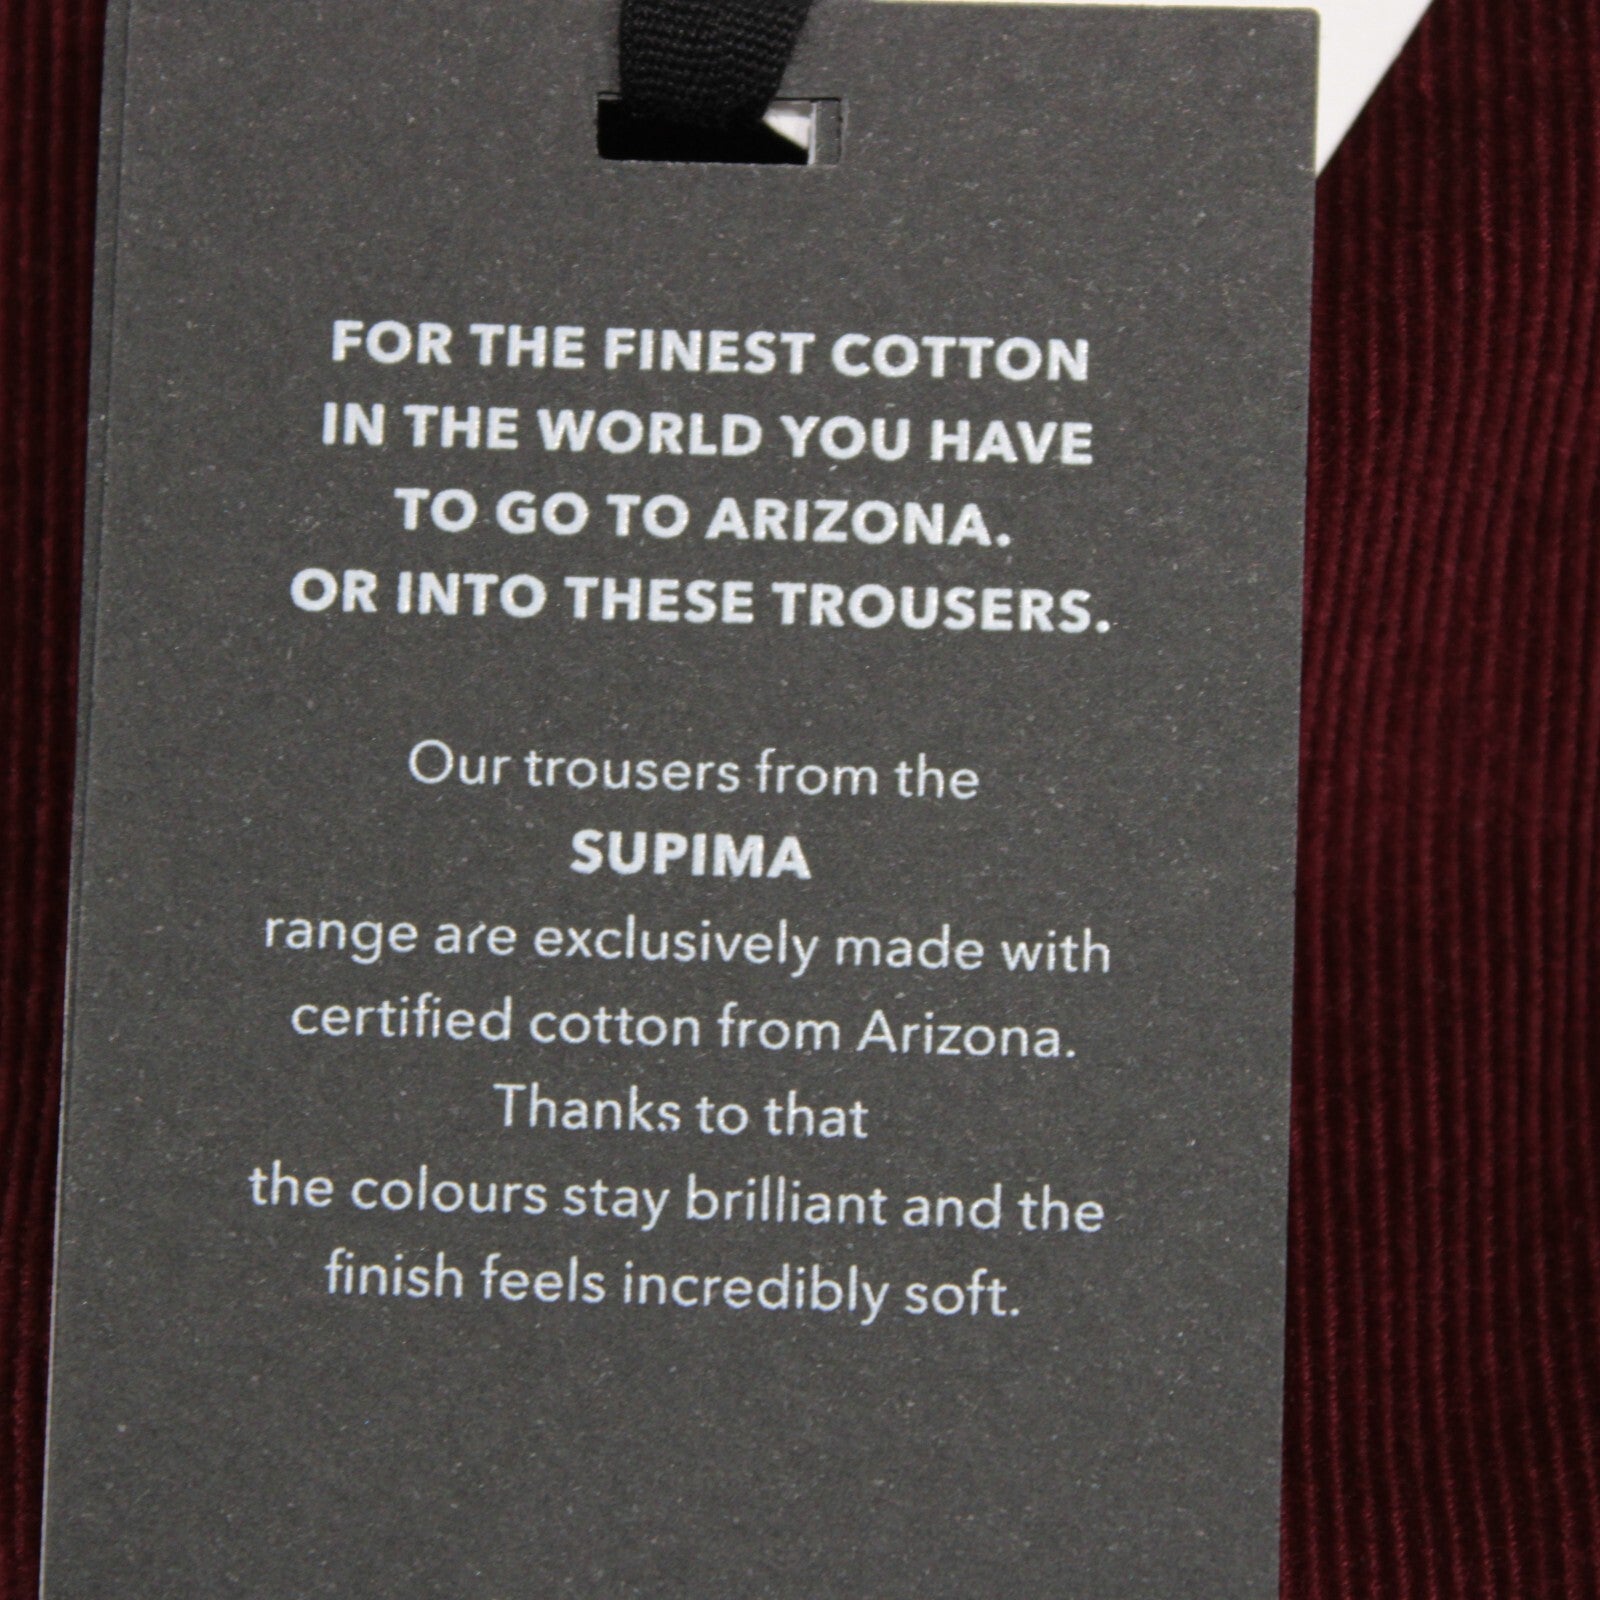 FOR THE FINEST COTTON
IN THE WORLD YOU HAVE
TO GO TO ARIZONA.
OR INTO THESE TROUSERS.
Our trousers from the
SUPIMA
range are exclusively made with
certified cotton from Arizona.
Thanks to that
the colours stay brilliant and the
finish feels incredibly soft.